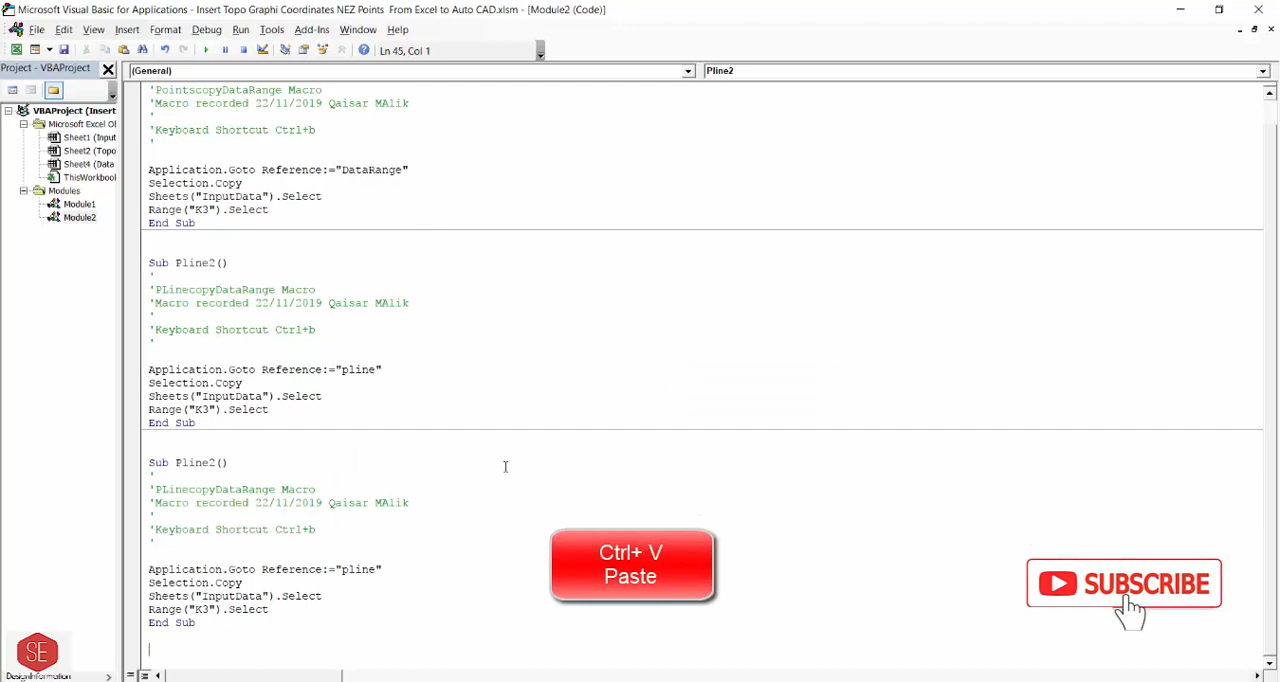 Microsoft Visual Basic for Applications - Insert Topo Graphi Coordinates NEZ Points From Excel to Auto CAD.xlsm - [Module2 (Code)]
File Edit View Insert Format Debug Run Tools Add-Ins Window Help
Ln 45, Col 1
Project - VBAProject
(General) Pline2
VBAProject (Insert
Microsoft Excel Ob
Sheet1 (Input
Sheet2 (Topo
Sheet4 (Data
ThisWorkbook
Modules
Module1
Module2
'PointscopyDataRange Macro
'Macro recorded 22/11/2019 Qaisar MAlik
'
'Keyboard Shortcut Ctrl+b
'
Application.Goto Reference:="DataRange"
Selection.Copy
Sheets("InputData").Select
Range("K3").Select
End Sub
Sub Pline2()
'
'PLinecopyDataRange Macro
'Macro recorded 22/11/2019 Qaisar MAlik
'
'Keyboard Shortcut Ctrl+b
'
Application.Goto Reference:="pline"
Selection.Copy
Sheets("InputData").Select
Range("K3").Select
End Sub
Sub Pline2()
'
'PLinecopyDataRange Macro
'Macro recorded 22/11/2019 Qaisar MAlik
'
'Keyboard Shortcut Ctrl+b
'
Application.Goto Reference:="pline"
Selection.Copy
Sheets("InputData").Select
Range("K3").Select
End Sub
Ctrl+ V
Paste
SUBSCRIBE
SE
DesignInformation